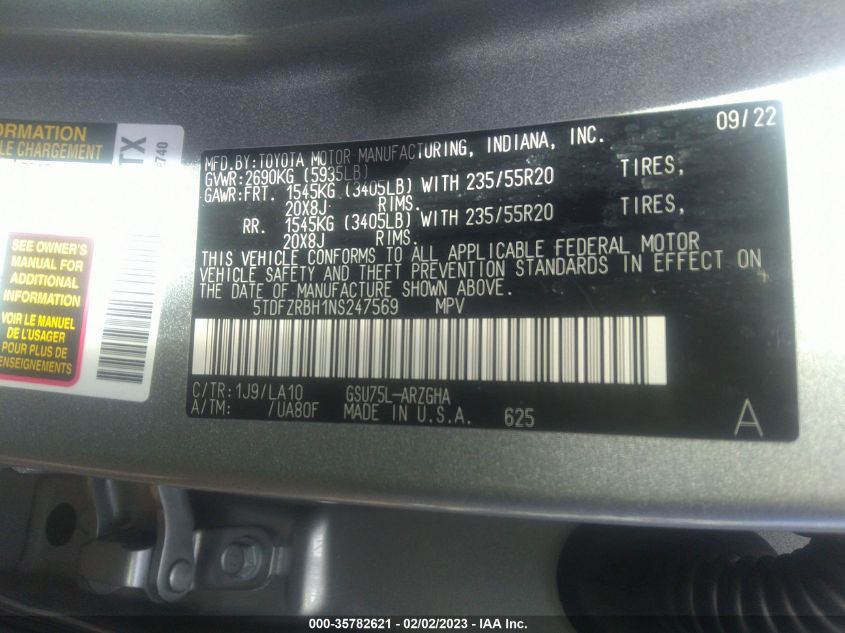 ORMATION
LE CHARGEMENT
TX
740
SEE OWNER'S
MANUAL FOR
ADDITIONAL
INFORMATION
VOIR LE MANUEL
DE L'USAGER
POUR PLUS DE
ENSEIGNEMENTS
09/22
MFD.BY:TOYOTA MOTOR MANUFACTURING, INDIANA, INC.
GVWR:2690KG (5935LB)
GAWR:FRT. 1545KG (3405LB) WITH 235/55R20 TIRES,
20X8J RIMS.
RR. 1545KG (3405LB) WITH 235/55R20 TIRES,
20X8J RIMS.
THIS VEHICLE CONFORMS TO ALL APPLICABLE FEDERAL MOTOR
VEHICLE SAFETY AND THEFT PREVENTION STANDARDS IN EFFECT ON
THE DATE OF MANUFACTURE SHOWN ABOVE.
5TDFZRBH1NS247569 MPV
C/TR:1J9/LA10 GSU75L-ARZGHA
A/TM: /UA80F MADE IN U.S.A. 625
A
000-35782621 - 02/02/2023 - IAA Inc.